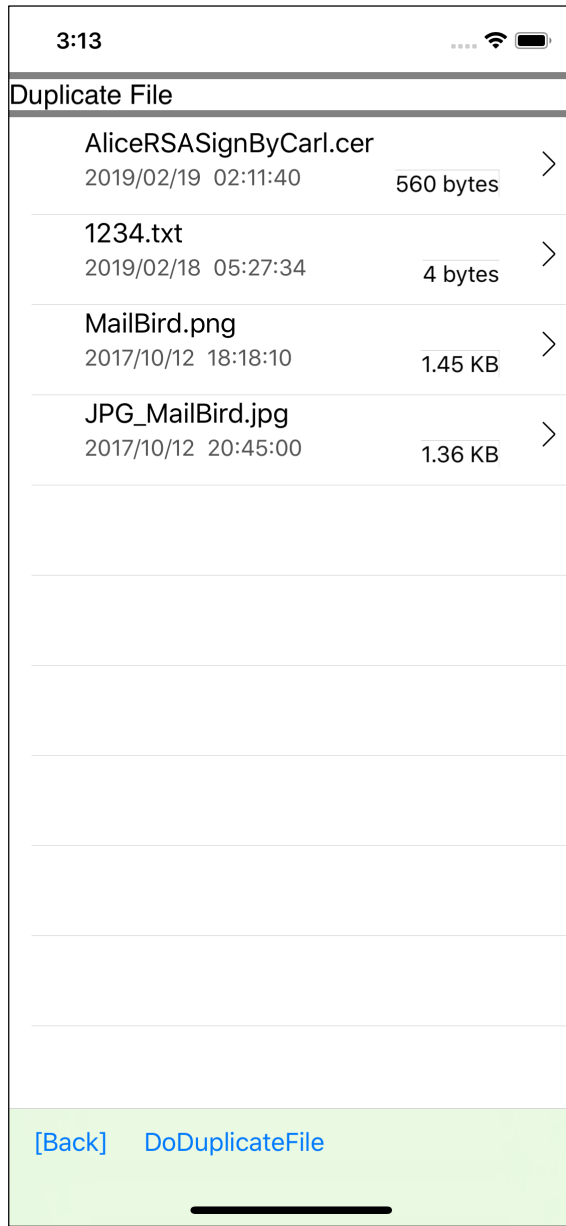 3:13
Duplicate File
AliceRSASignByCarl.cer
2019/02/19 02:11:40 560 bytes
1234.txt
2019/02/18 05:27:34 4 bytes
MailBird.png
2017/10/12 18:18:10 1.45 KB
JPG_MailBird.jpg
2017/10/12 20:45:00 1.36 KB
[Back] DoDuplicateFile